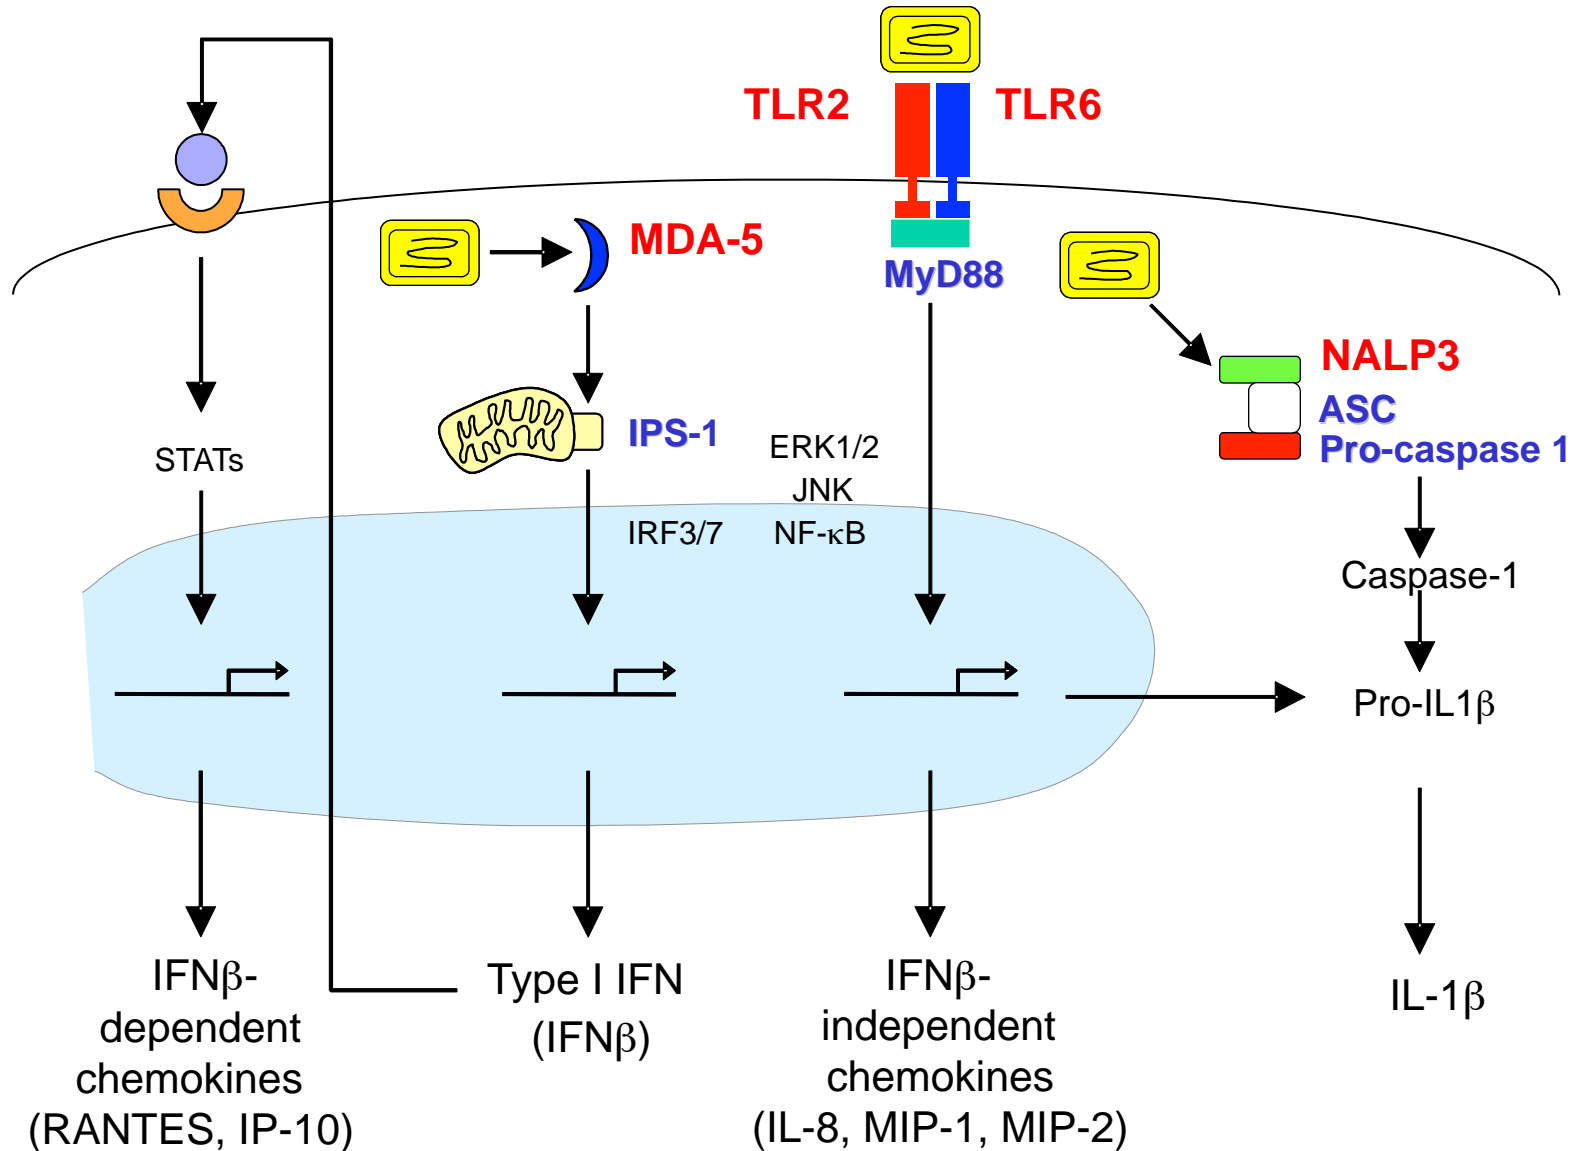 TLR2
TLR6
MDA-5
MyD88
NALP3
ASC
Pro-caspase 1
IPS-1
STATs
ERK1/2
JNK
IRF3/7
NF-κB
Caspase-1
Pro-IL1β
IFNβ-
dependent
chemokines
(RANTES, IP-10)
Type I IFN
(IFNβ)
IFNβ-
independent
chemokines
(IL-8, MIP-1, MIP-2)
IL-1β